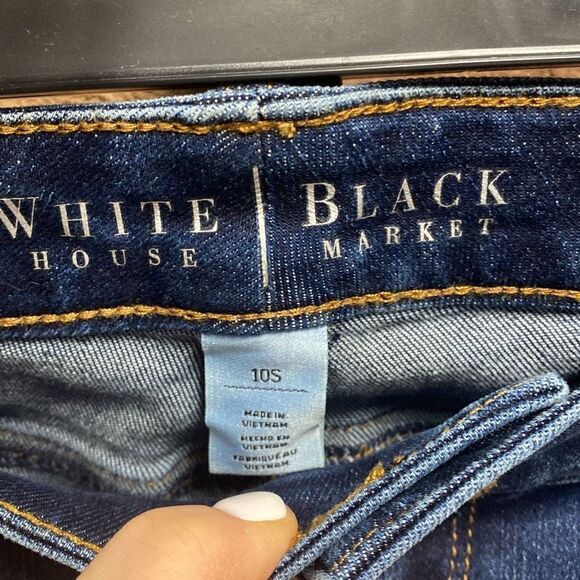 WHITE | BLACK
HOUSE | MARKET
10S
MADE IN
VIETNAM
HECHO EN
VIETNAM
FABRIQUÉ AU
VIETNAM